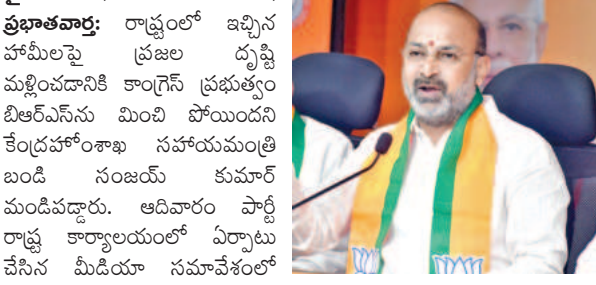 ప్రభాతవార్త: రాష్ట్రంలో ఇచ్చిన
హామీలపై ప్రజల దృష్టి
మళ్లించడానికి కాంగ్రెస్ ప్రభుత్వం
బిఆర్ఎస్‌ను మించి పోయిందని
కేంద్రహోంశాఖ సహాయమంత్రి
బండి సంజయ్ కుమార్
మండిపడ్డారు. ఆదివారం పార్టీ
రాష్ట్ర కార్యాలయంలో ఏర్పాటు
చేసిన మీడియా సమావేశంలో